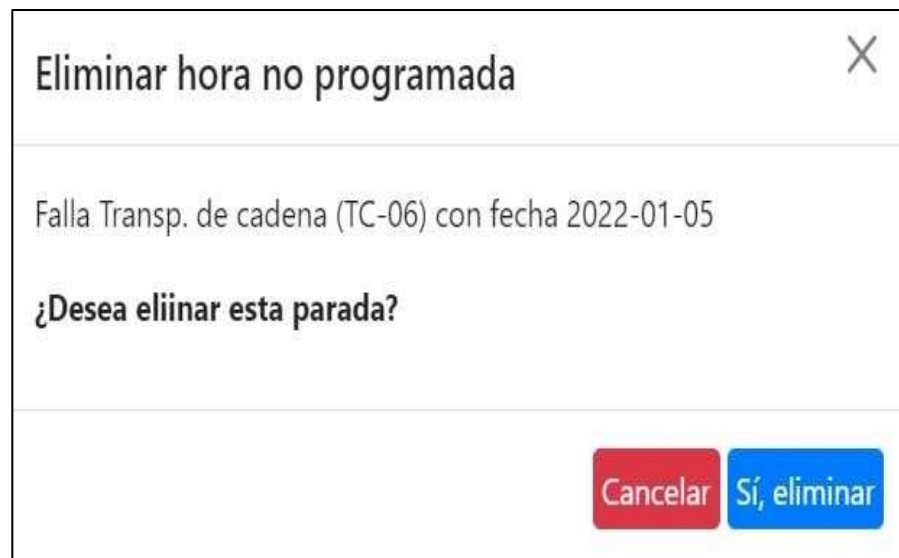 Eliminar hora no programada
Falla Transp. de cadena (TC-06) con fecha 2022-01-05
¿Desea eliinar esta parada?
Cancelar Sí, eliminar